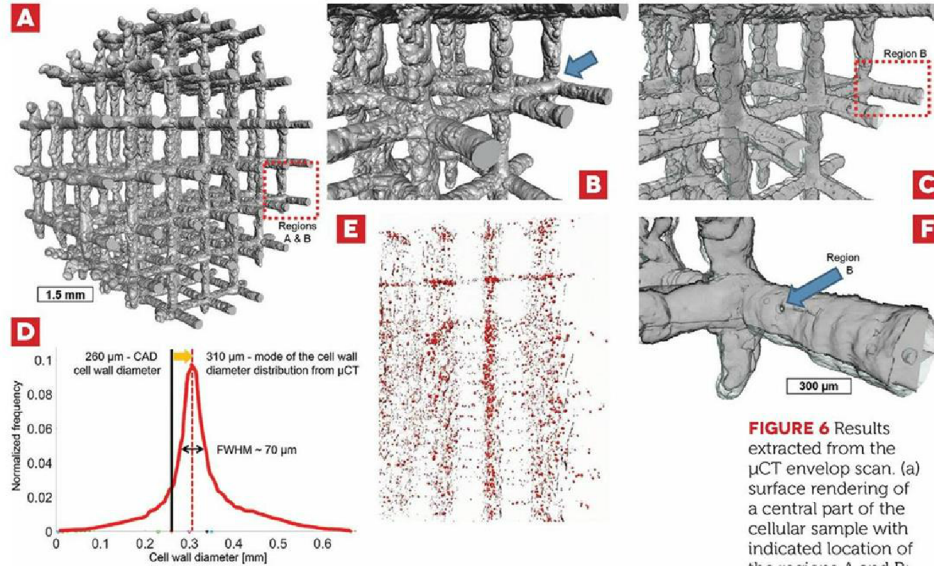 A
Regions
A & B
1.5 mm
B
Region B
C
D
260 µm - CAD
cell wall diameter
310 µm - mode of the cell wall
diameter distribution from µCT
FWHM ~ 70 µm
Normalized frequency
0.1
0.08
0.06
0.04
0.02
0
0
0.1
0.2
0.3
0.4
0.5
0.6
Cell wall diameter [mm]
E
F
Region
B
300 µm
FIGURE 6 Results
extracted from the
µCT envelop scan. (a)
surface rendering of
a central part of the
cellular sample with
indicated location of
the regions A and B;